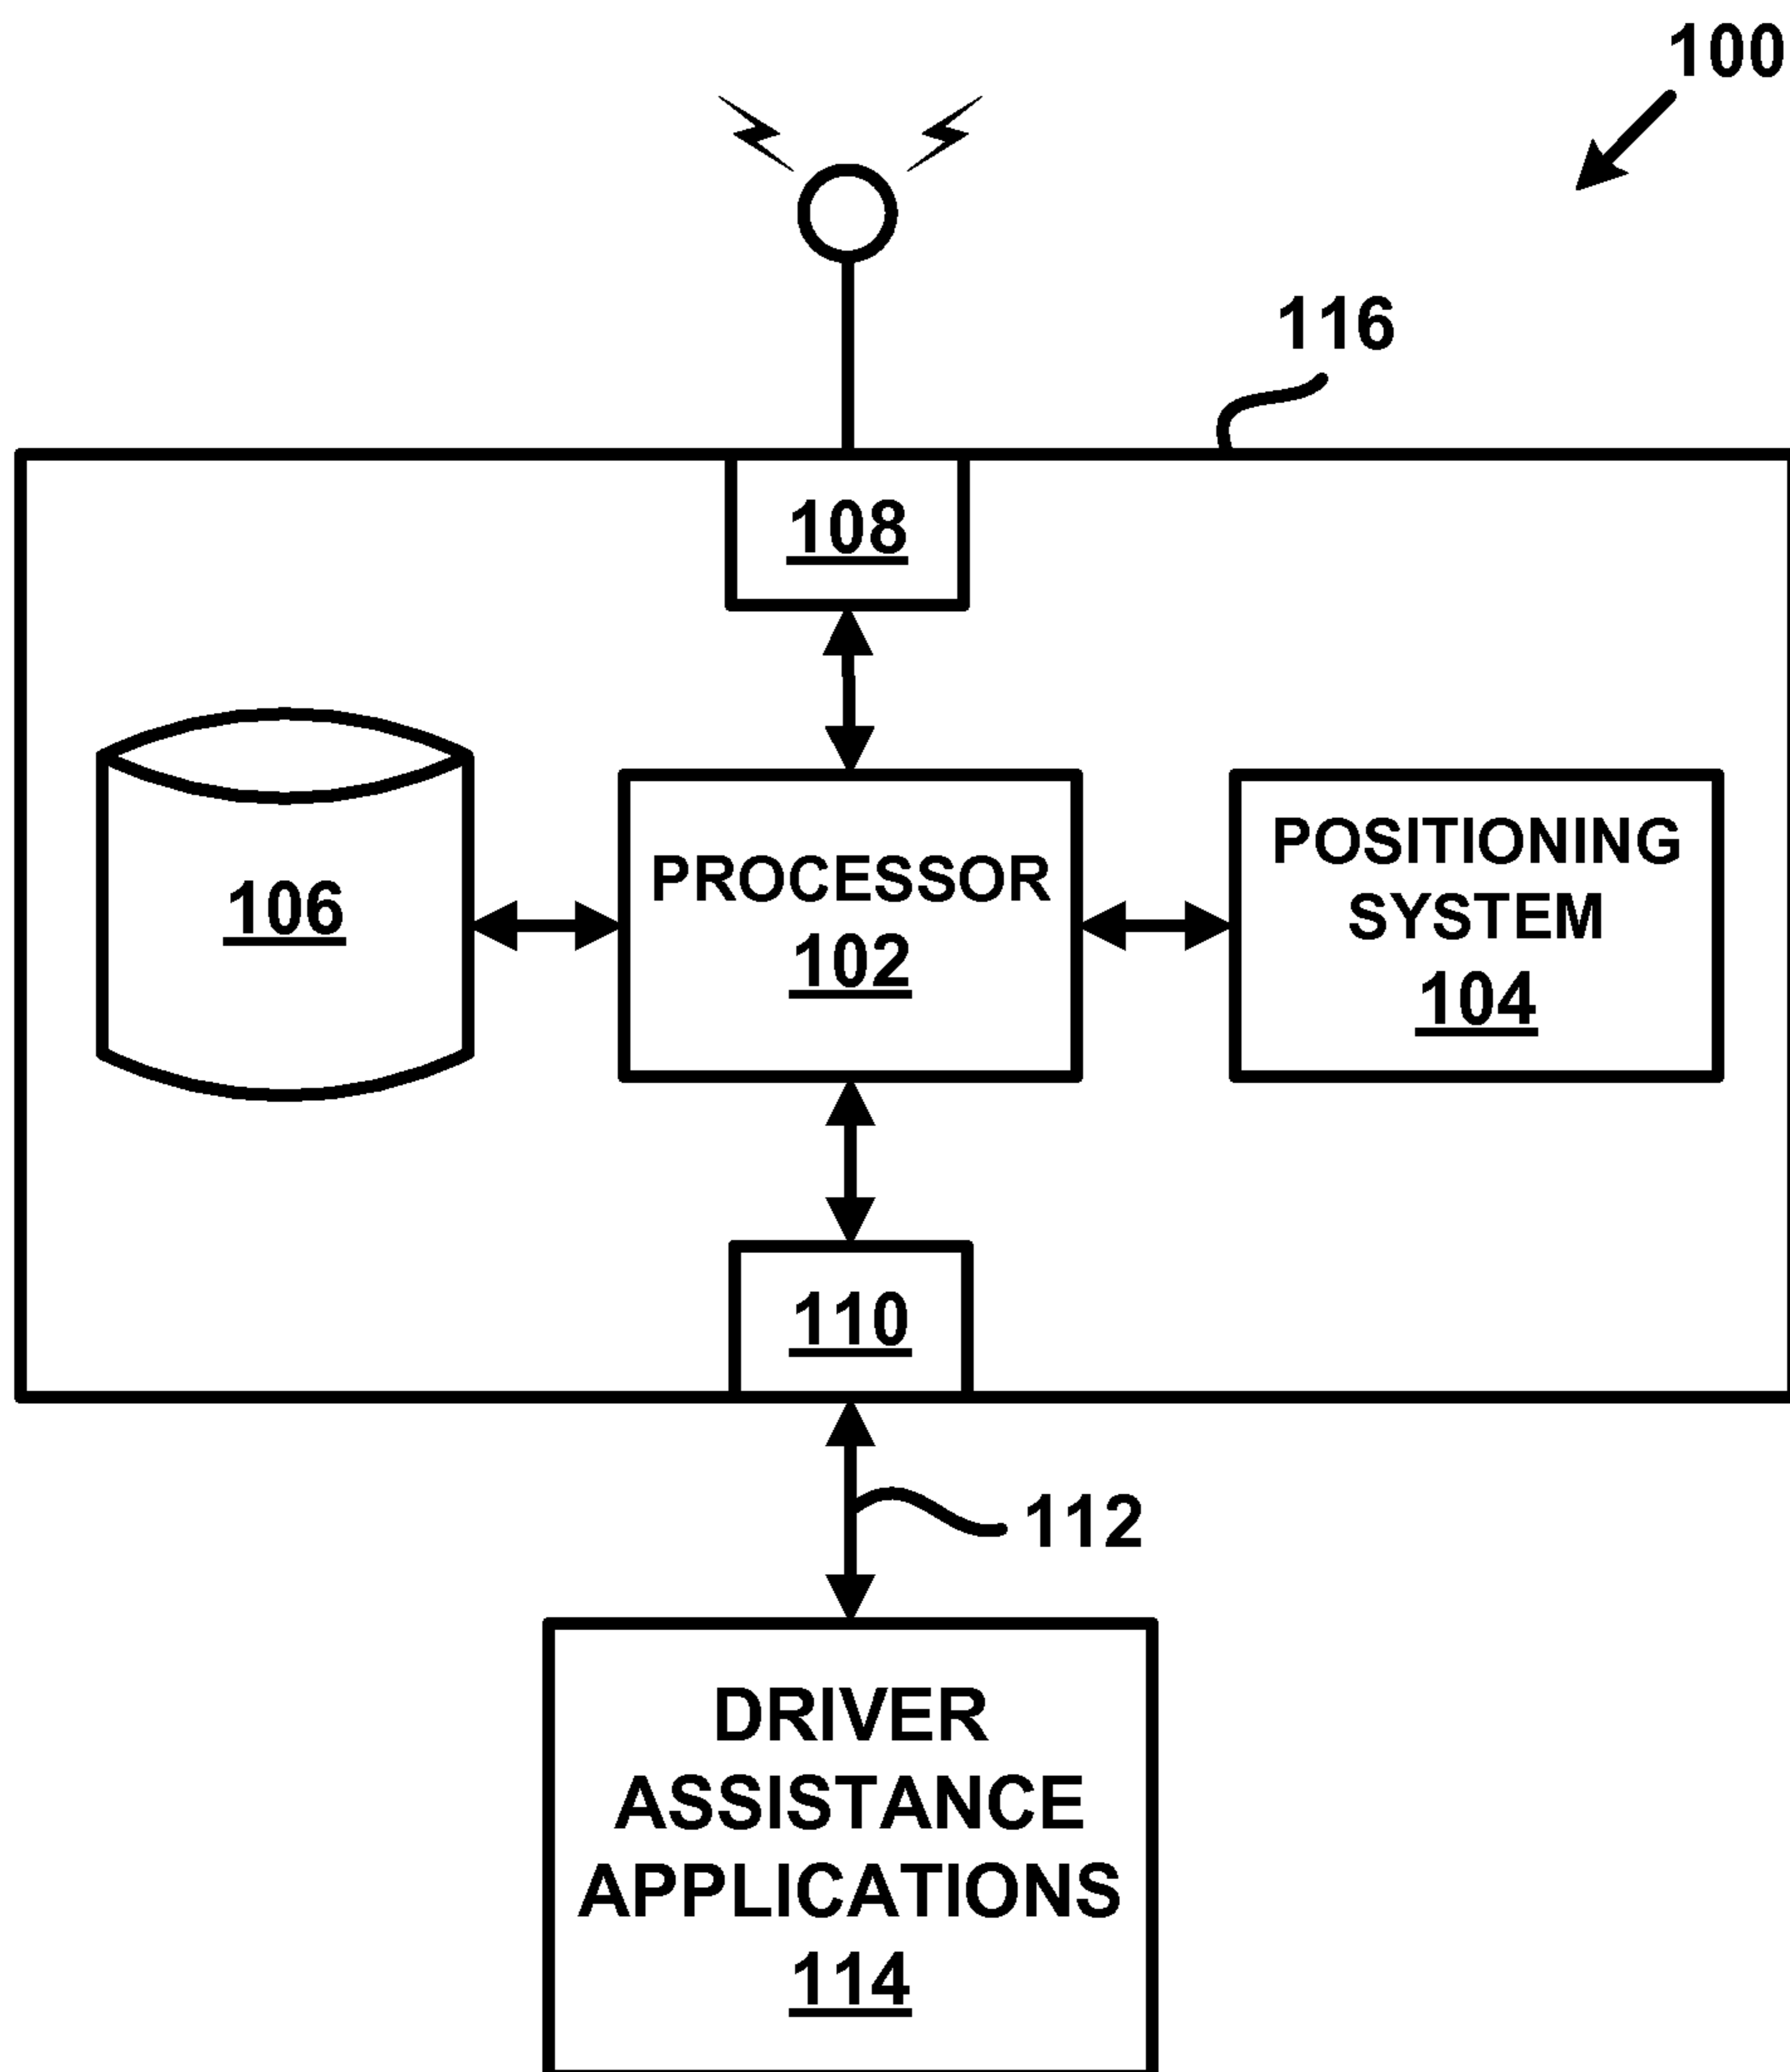 100
116
108
106
PROCESSOR
102
POSITIONING
SYSTEM
104
110
112
DRIVER
ASSISTANCE
APPLICATIONS
114